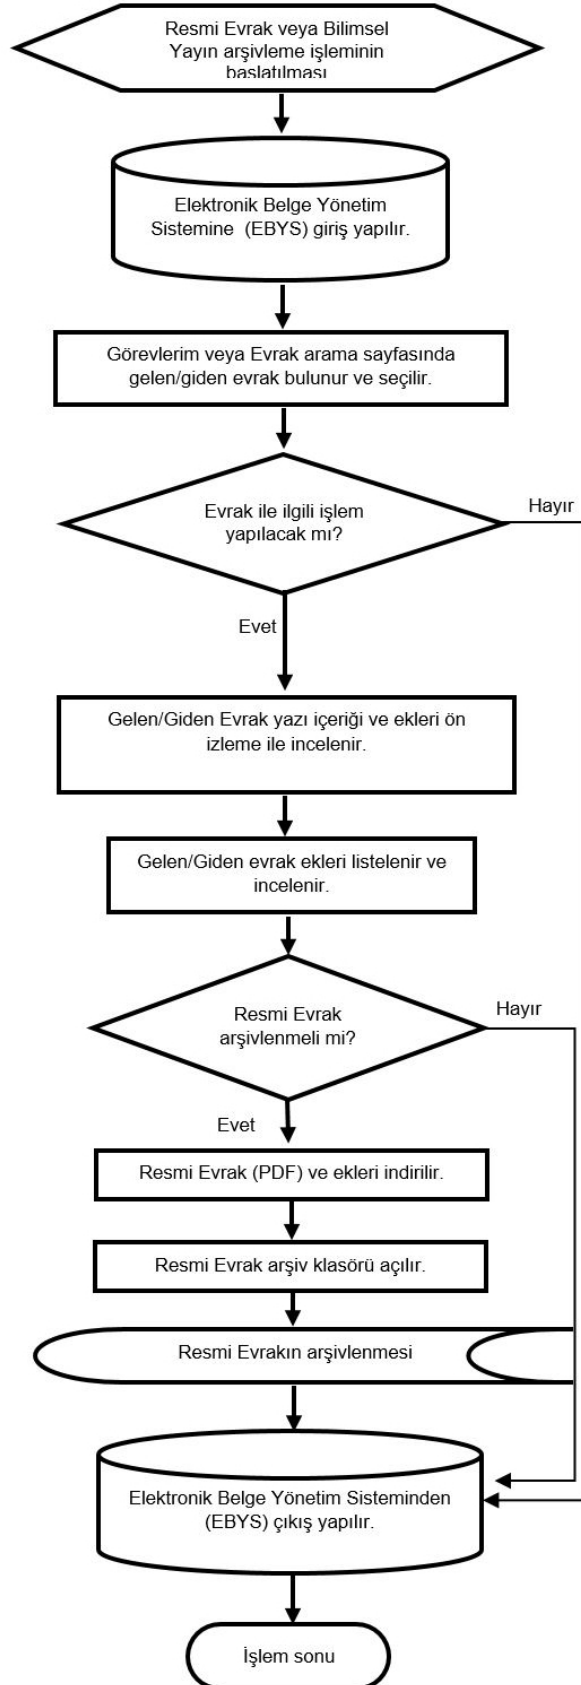 Resmi Evrak veya Bilimsel
Yayın arşivleme işleminin
başlatılması
Elektronik Belge Yönetim
Sistemine (EBYS) giriş yapılır.
Görevlerim veya Evrak arama sayfasında
gelen/giden evrak bulunur ve seçilir.
Evrak ile ilgili işlem
yapılacak mı?
Hayır
Evet
Gelen/Giden Evrak yazı içeriği ve ekleri ön
izleme ile incelenir.
Gelen/Giden evrak ekleri listelenir ve
incelenir.
Resmi Evrak
arşivlenmeli mi?
Hayır
Evet
Resmi Evrak (PDF) ve ekleri indirilir.
Resmi Evrak arşiv klasörü açılır.
Resmi Evrakın arşivlenmesi
Elektronik Belge Yönetim Sisteminden
(EBYS) çıkış yapılır.
İşlem sonu